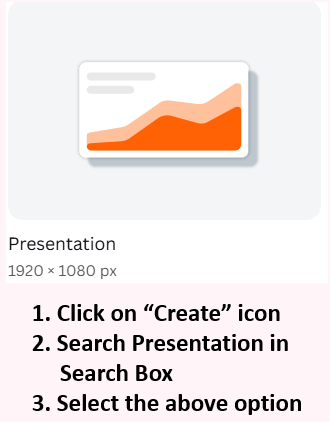 Presentation
1920 × 1080 px
1. Click on “Create” icon
2. Search Presentation in
Search Box
3. Select the above option